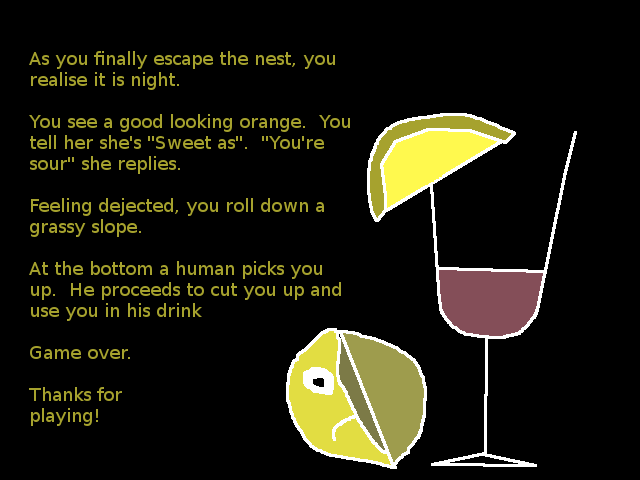 As you finally escape the nest, you
realise it is night.
You see a good looking orange.  You
tell her she's "Sweet as".  "You're
sour" she replies.
Feeling dejected, you roll down a
grassy slope.
At the bottom a human picks you
up.  He proceeds to cut you up and
use you in his drink
Game over.
Thanks for
playing!